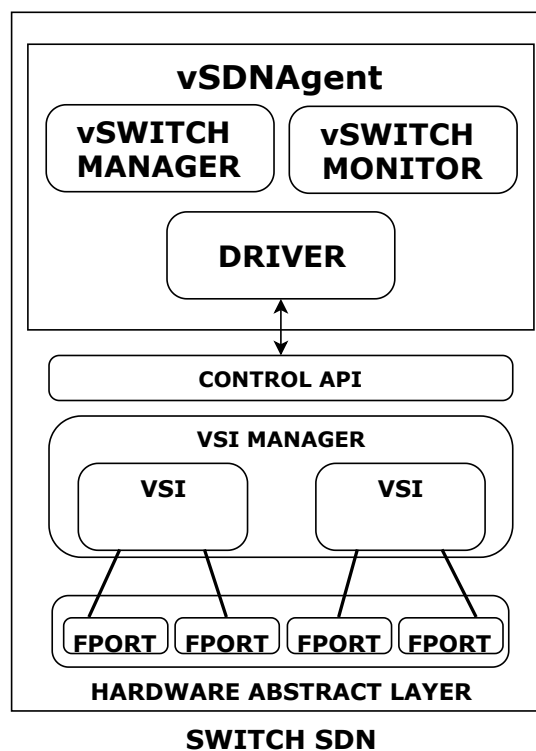 vSDNAgent
vSWITCH
MANAGER
vSWITCH
MONITOR
DRIVER
CONTROL API
VSI MANAGER
VSI
VSI
FPORT
FPORT
FPORT
FPORT
HARDWARE ABSTRACT LAYER
SWITCH SDN